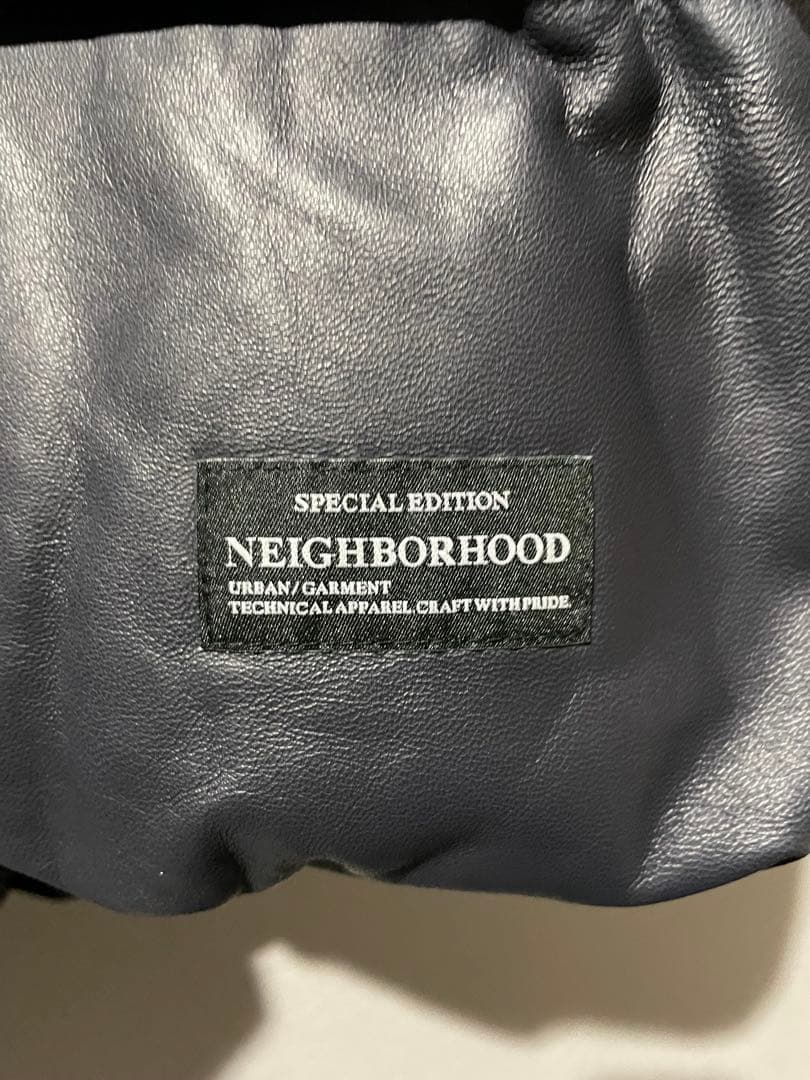 SPECIAL EDITION
NEIGHBORHOOD
URBAN/GARMENT
TECHNICAL APPAREL.CRAFT WITH PRIDE.